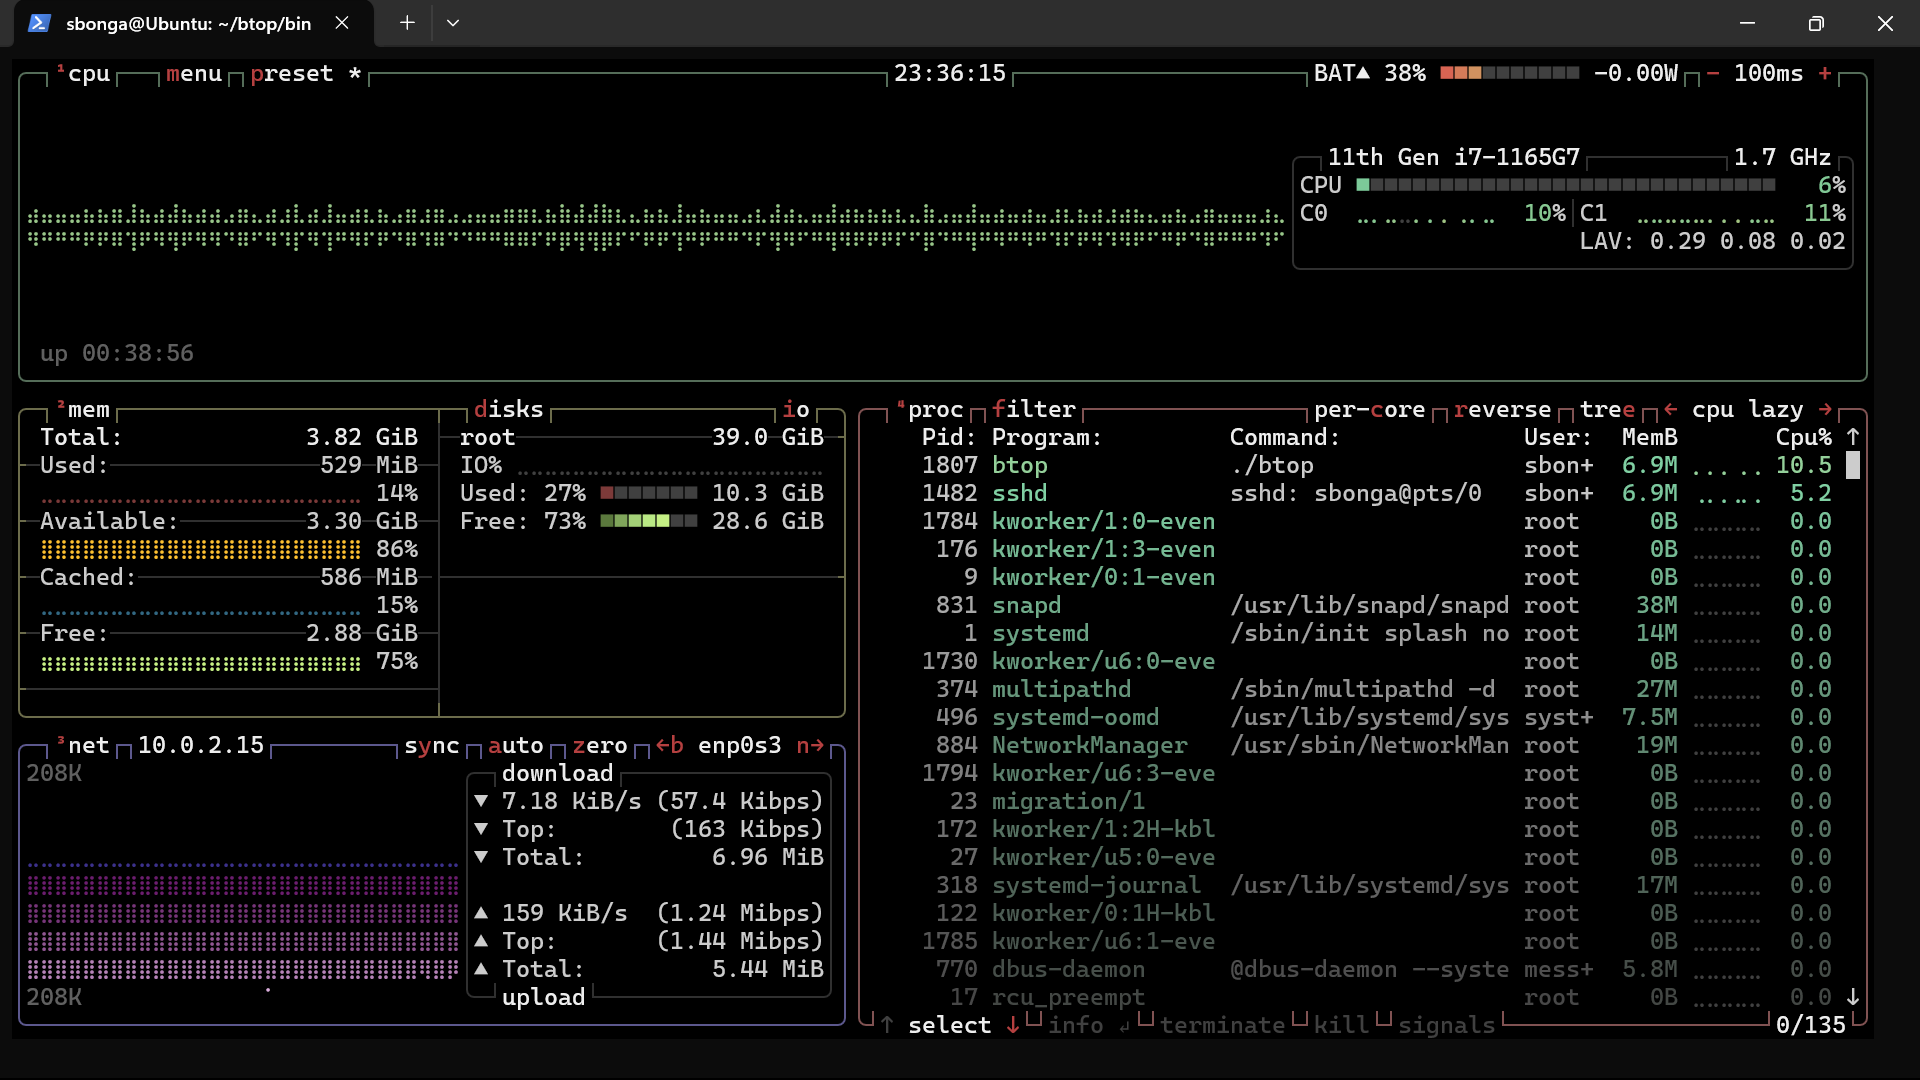 sbonga@Ubuntu: ~/btop/bin
¹cpu menu preset * 23:36:15 BAT▲ 38% -0.00W - 100ms +
11th Gen i7-1165G7 1.7 GHz
CPU 6%
C0 10% C1 11%
LAV: 0.29 0.08 0.02
up 00:38:56
²mem
Total: 3.82 GiB
Used: 529 MiB
14%
Available: 3.30 GiB
86%
Cached: 586 MiB
15%
Free: 2.88 GiB
75%
disks io
root 39.0 GiB
IO%
Used: 27% 10.3 GiB
Free: 73% 28.6 GiB
³net 10.0.2.15 sync auto zero ←b enp0s3 n→
208K
download
▼ 7.18 KiB/s (57.4 Kibps)
▼ Top: (163 Kibps)
▼ Total: 6.96 MiB
▲ 159 KiB/s (1.24 Mibps)
▲ Top: (1.44 Mibps)
▲ Total: 5.44 MiB
upload
208K
⁴proc filter per-core reverse tree ← cpu lazy →
Pid: Program: Command: User: MemB Cpu% ↑
1807 btop ./btop sbon+ 6.9M 10.5
1482 sshd sshd: sbonga@pts/0 sbon+ 6.9M 5.2
1784 kworker/1:0-even root 0B 0.0
176 kworker/1:3-even root 0B 0.0
9 kworker/0:1-even root 0B 0.0
831 snapd /usr/lib/snapd/snapd root 38M 0.0
1 systemd /sbin/init splash no root 14M 0.0
1730 kworker/u6:0-eve root 0B 0.0
374 multipathd /sbin/multipathd -d root 27M 0.0
496 systemd-oomd /usr/lib/systemd/sys syst+ 7.5M 0.0
884 NetworkManager /usr/sbin/NetworkMan root 19M 0.0
1794 kworker/u6:3-eve root 0B 0.0
23 migration/1 root 0B 0.0
172 kworker/1:2H-kbl root 0B 0.0
27 kworker/u5:0-eve root 0B 0.0
318 systemd-journal /usr/lib/systemd/sys root 17M 0.0
122 kworker/0:1H-kbl root 0B 0.0
1785 kworker/u6:1-eve root 0B 0.0
770 dbus-daemon @dbus-daemon --syste mess+ 5.8M 0.0
17 rcu_preempt root 0B 0.0 ↓
↑ select ↓ info ↲ terminate kill signals 0/135